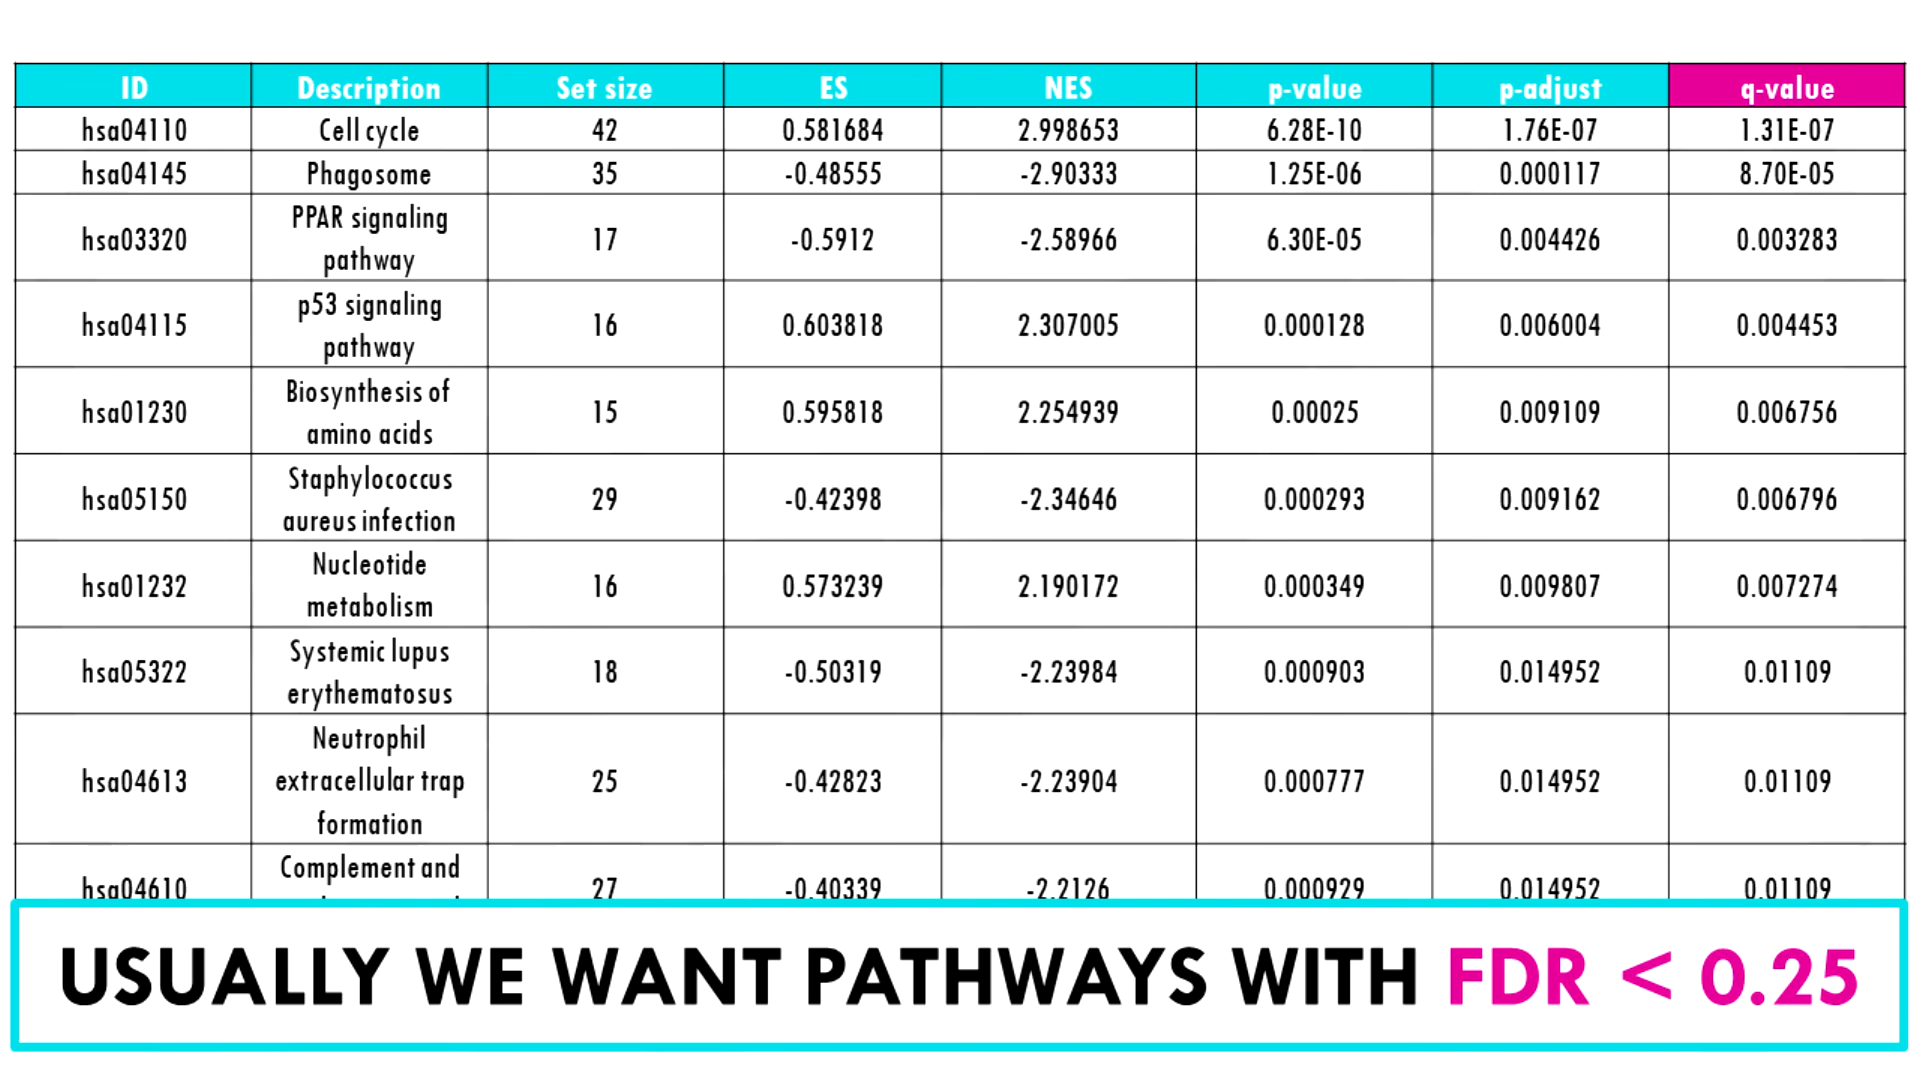 ID Description Set size ES NES p-value p-adjust q-value
hsa04110 Cell cycle 42 0.581684 2.998653 6.28E-10 1.76E-07 1.31E-07
hsa04145 Phagosome 35 -0.48555 -2.90333 1.25E-06 0.000117 8.70E-05
hsa03320 PPAR signaling pathway 17 -0.5912 -2.58966 6.30E-05 0.004426 0.003283
hsa04115 p53 signaling pathway 16 0.603818 2.307005 0.000128 0.006004 0.004453
hsa01230 Biosynthesis of amino acids 15 0.595818 2.254939 0.00025 0.009109 0.006756
hsa05150 Staphylococcus aureus infection 29 -0.42398 -2.34646 0.000293 0.009162 0.006796
hsa01232 Nucleotide metabolism 16 0.573239 2.190172 0.000349 0.009807 0.007274
hsa05322 Systemic lupus erythematosus 18 -0.50319 -2.23984 0.000903 0.014952 0.01109
hsa04613 Neutrophil extracellular trap formation 25 -0.42823 -2.23904 0.000777 0.014952 0.01109
hsa04610 Complement and 27 -0.40339 -2.2126 0.000929 0.014952 0.01109
USUALLY WE WANT PATHWAYS WITH FDR < 0.25